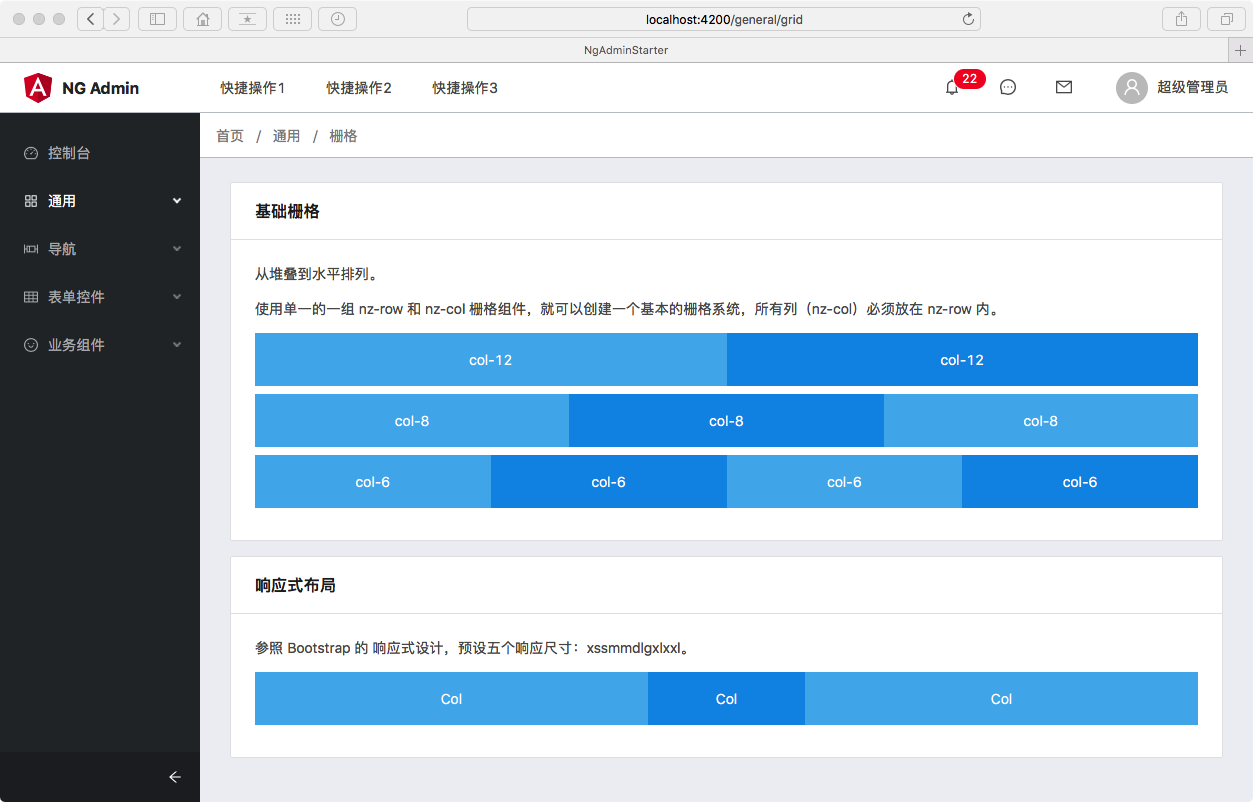 localhost:4200/general/grid
NgAdminStarter
NG Admin
快捷操作1
快捷操作2
快捷操作3
22
超级管理员
首页 / 通用 / 栅格
控制台
通用
导航
表单控件
业务组件
基础栅格
从堆叠到水平排列。
使用单一的一组 nz-row 和 nz-col 栅格组件，就可以创建一个基本的栅格系统，所有列（nz-col）必须放在 nz-row 内。
col-12 col-12
col-8 col-8 col-8
col-6 col-6 col-6 col-6
响应式布局
参照 Bootstrap 的 响应式设计，预设五个响应尺寸：xssmmdlgxlxxl。
Col Col Col